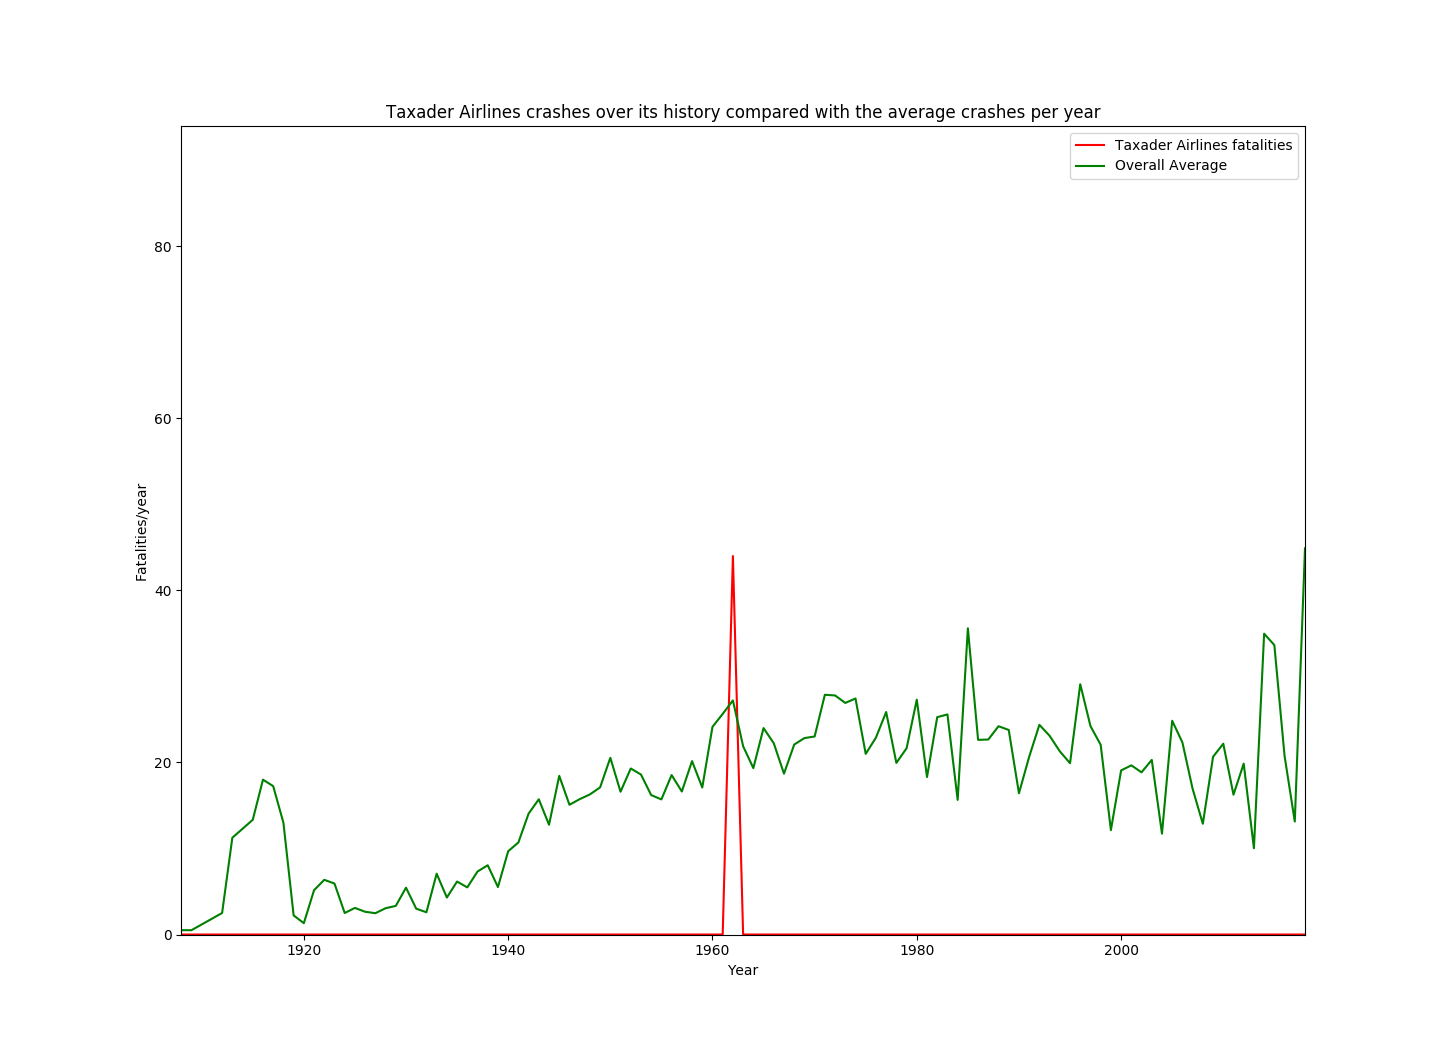 Taxader Airlines crashes over its history compared with the average crashes per year
Taxader Airlines fatalities
Overall Average
80
60
40
20
0
Fatalities/year
1920 1940 1960 1980 2000
Year